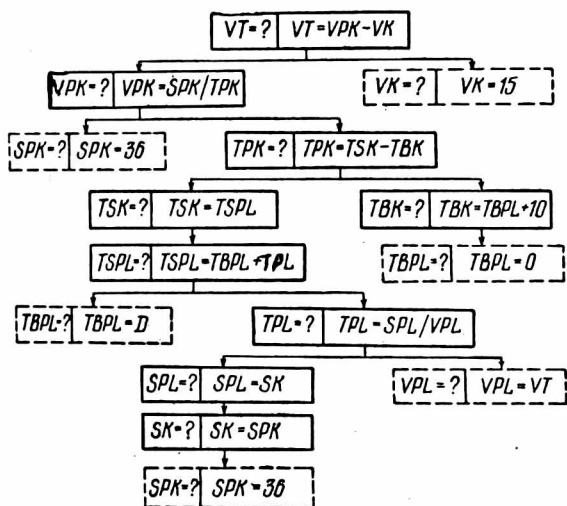 VT=? VT=VPK-VK
VPK=? VPK=SPK/TPK VK=? VK=15
SPK=? SPK=36 TPK=? TPK=TSK-TBK
TSK=? TSK=TSPL TBK=? TBK=TBPL+10
TSPL=? TSPL=TBPL+TPL TBPL=? TBPL=0
TBPL=? TBPL=D TPL=? TPL=SPL/VPL
SPL=? SPL=SK VPL=? VPL=VT
SK=? SK=SPK
SPK=? SPK=36